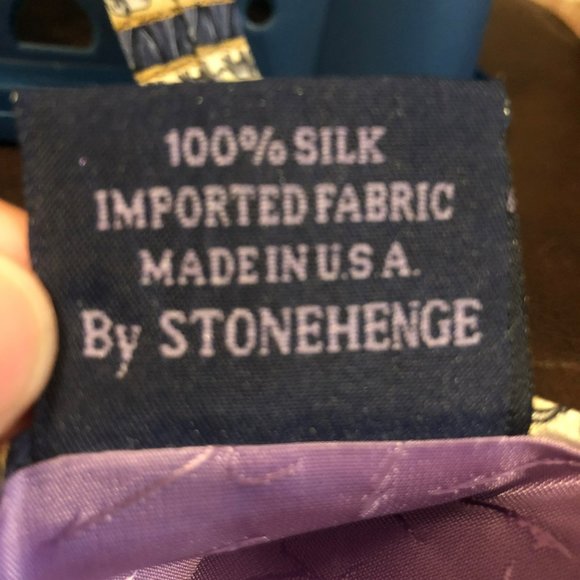 100% SILK
IMPORTED FABRIC
MADE IN U.S.A.
By STONEHENGE